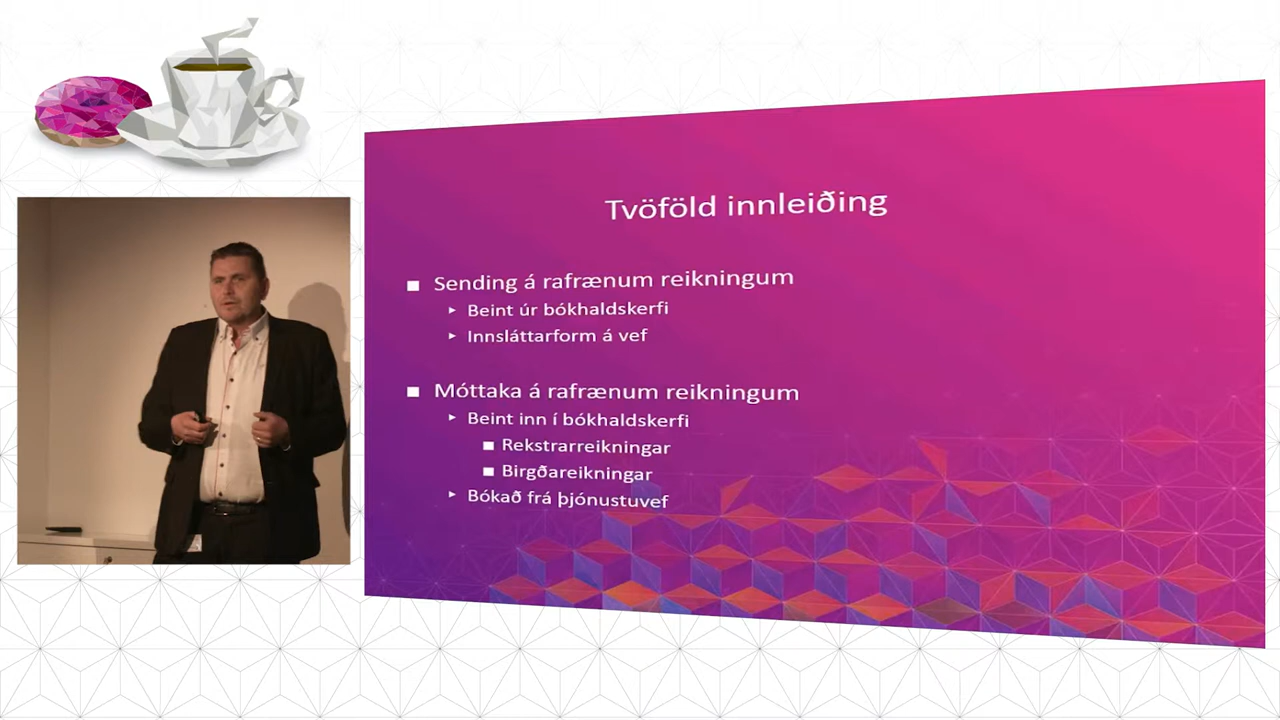 Tvöföld innleiðing
Sending á rafrænum reikningum
Beint úr bókhaldskerfi
Innsláttarform á vef
Móttaka á rafrænum reikningum
Beint inn í bókhaldskerfi
Rekstrarreikningar
Birgðareikningar
Bókað frá þjónustuvef